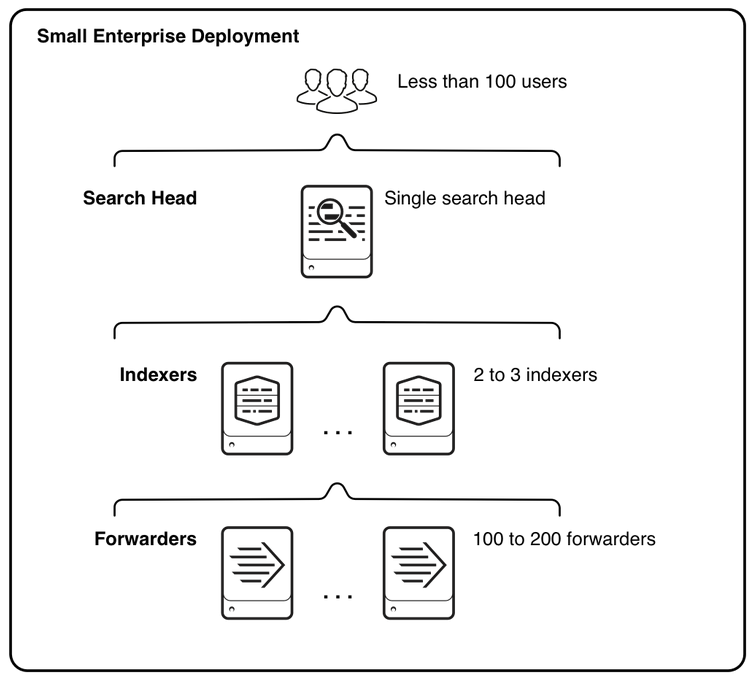 Small Enterprise Deployment
Less than 100 users
Search Head
Single search head
Indexers
2 to 3 indexers
. . .
Forwarders
100 to 200 forwarders
. . .